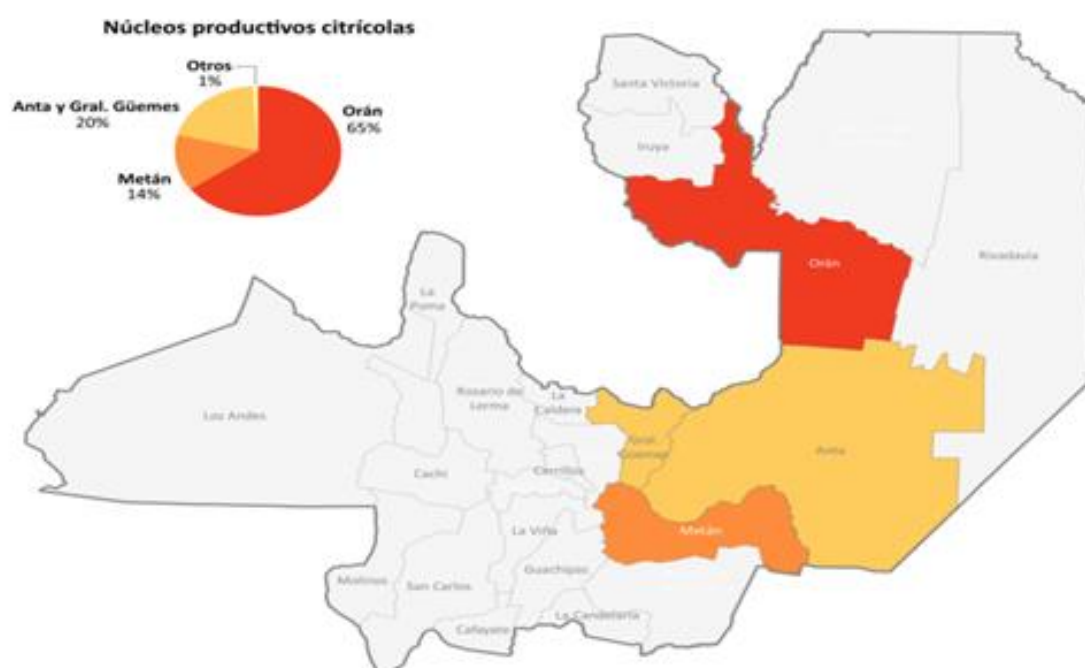 Núcleos productivos citrícolas
Otros
1%
Anta y Gral. Güemes
20%
Orán
65%
Metán
14%
Santa Victoria
Iruya
Orán
Rivadavia
La
Poma
Rosario de
Lerma
La
Caldera
Los Andes
Gral.
Güemes
Anta
Cachi
Cerrillos
Metán
La Viña
Guachipas
Molinos
San Carlos
La Candelaria
Cafayate